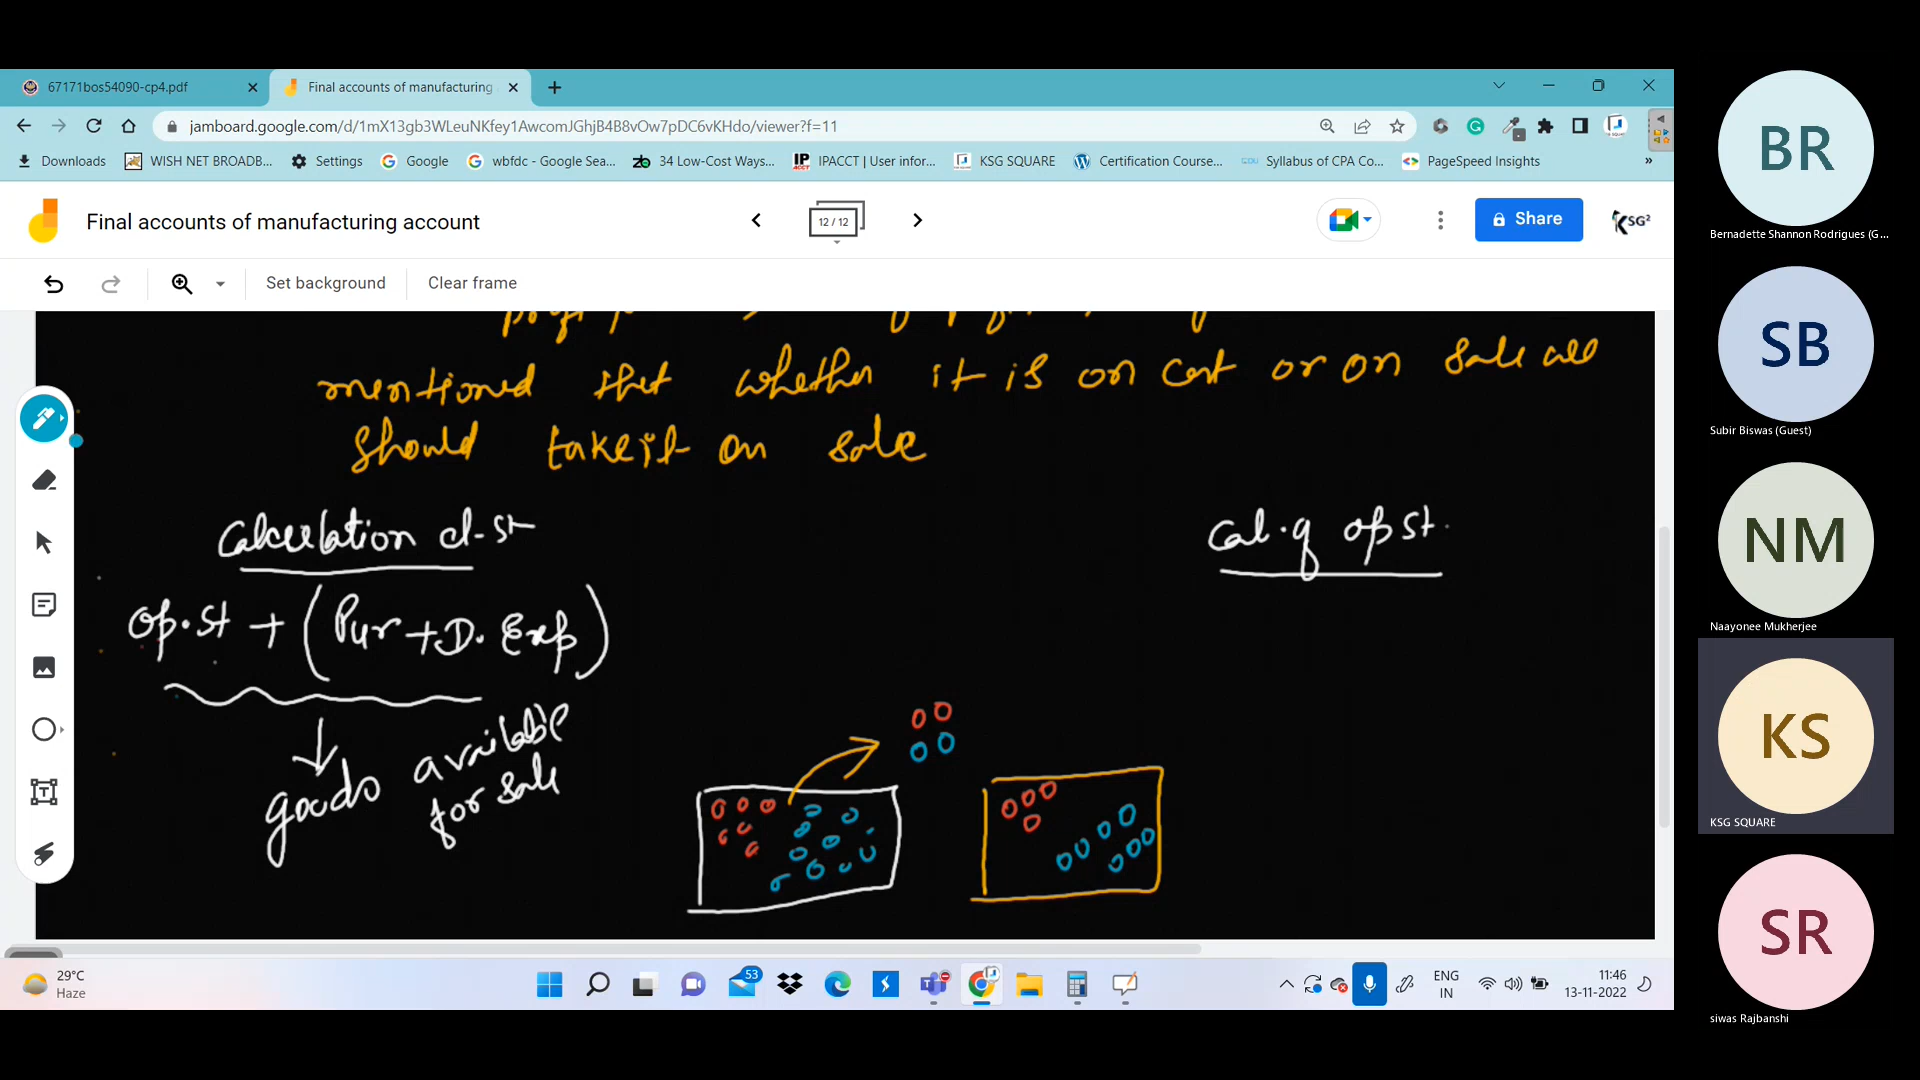 67171bos54090-cp4.pdf
Final accounts of manufacturing
jamboard.google.com/d/1mX13gb3WLeuNKfey1AwcomJGhjB4B8vOw7pDC6vKHdo/viewer?f=11
Downloads
WISH NET BROADB...
Settings
Google
wbfdc - Google Sea...
34 Low-Cost Ways...
IPACCT | User infor...
KSG SQUARE
Certification Course...
Syllabus of CPA Co...
PageSpeed Insights
»
Final accounts of manufacturing account
12 / 12
Share
KSG²
Set background
Clear frame
mentioned that whether it is on cost or on sale we
should take it on sale
Calculation cl-st
Cal. of op st.
op.st + (Pur + D. Exp)
goods available
for sale
29°C
Haze
53
ENG
IN
11:46
13-11-2022
BR
Bernadette Shannon Rodrigues (G...
SB
Subir Biswas (Guest)
NM
Naayonee Mukherjee
KS
KSG SQUARE
SR
siwas Rajbanshi